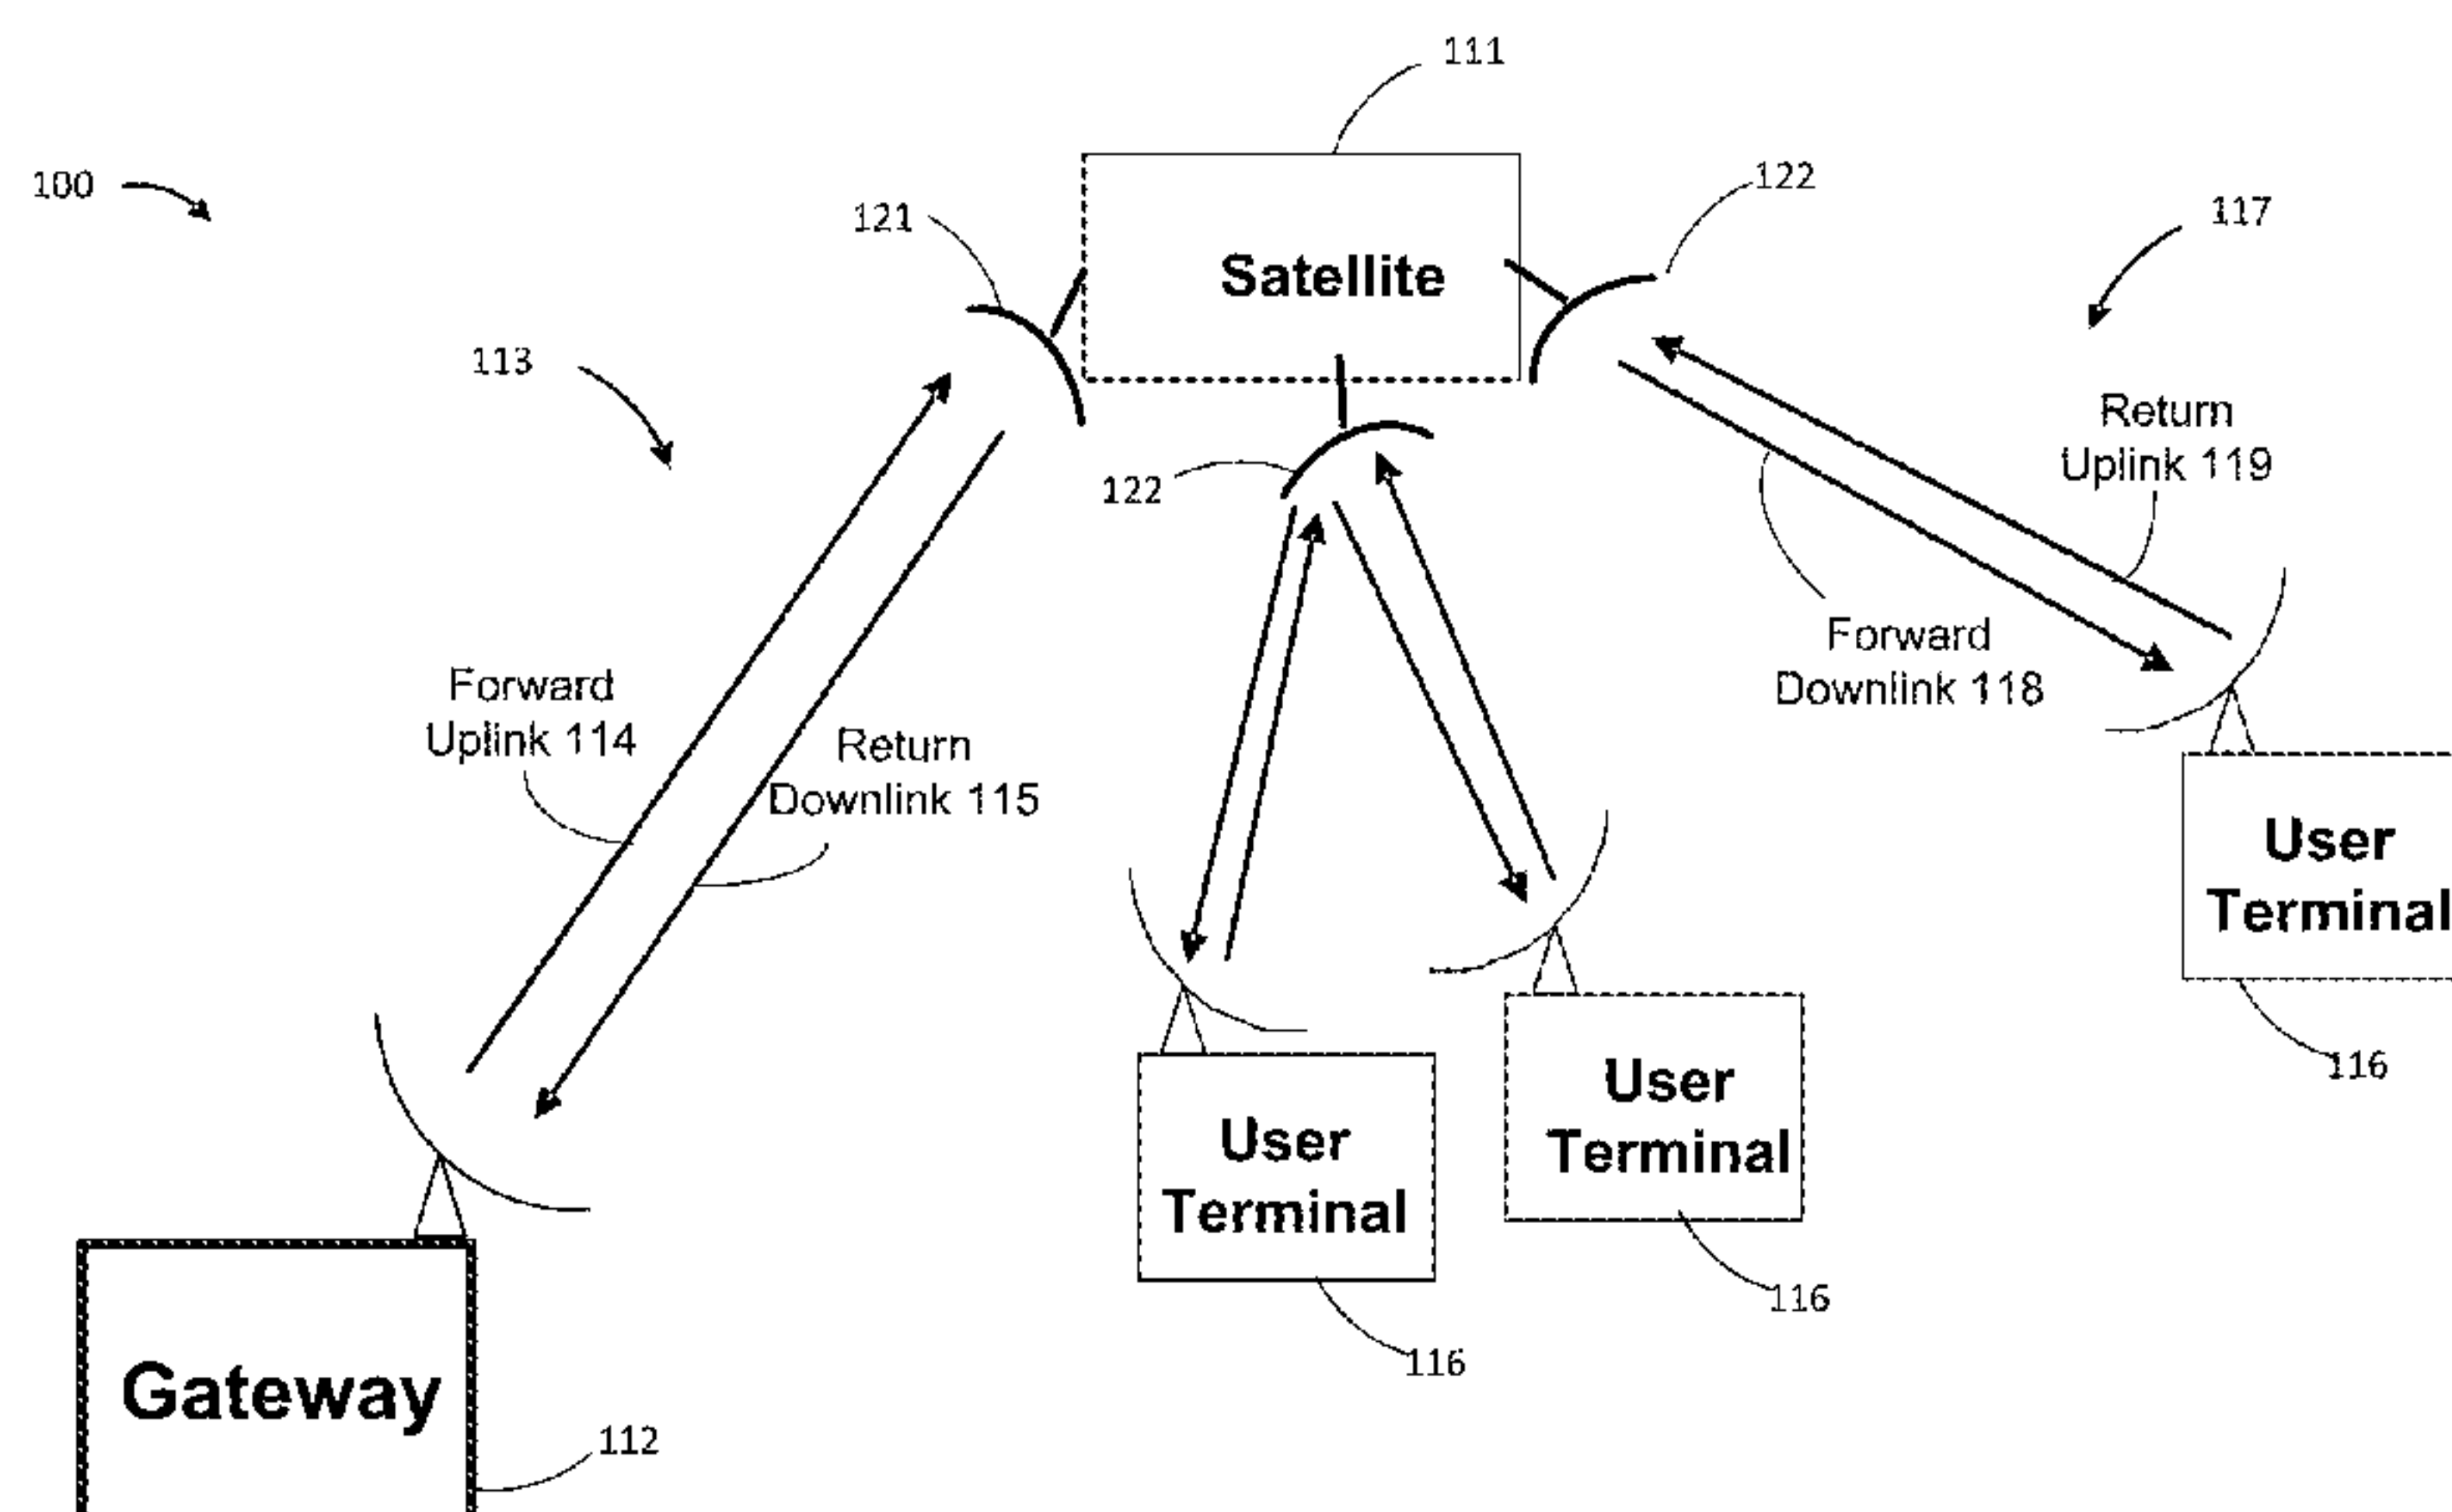 111
100
122
121
117
Satellite
113
Return
Uplink 119
122
Forward
Downlink 118
Forward
Uplink 114
Return
Downlink 115
User
Terminal
116
User
Terminal
116
User
Terminal
116
Gateway
112